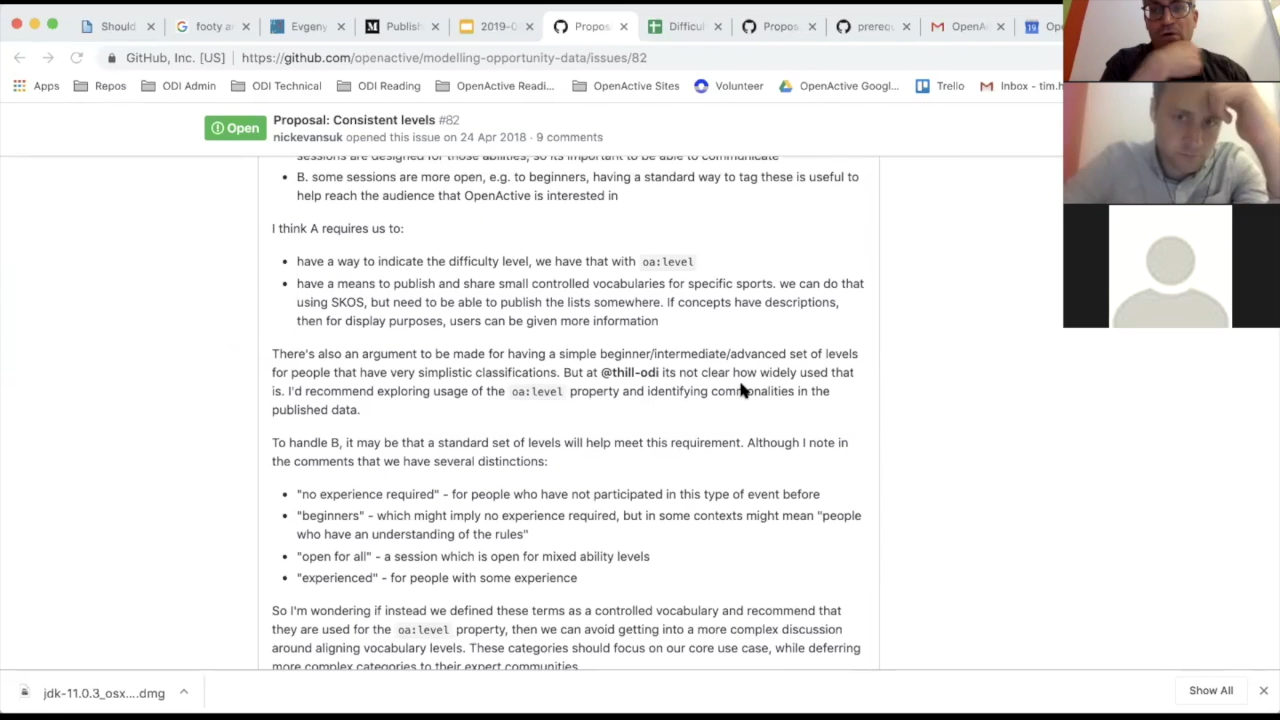 Should
footy a
Evgeny
Publish
2019-0
Propos
Difficul
Propos
prereq
OpenA
Op
GitHub, Inc. [US] https://github.com/openactive/modelling-opportunity-data/issues/82
Apps Repos ODI Admin ODI Technical ODI Reading OpenActive Readi... OpenActive Sites Volunteer OpenActive Googl... Trello Inbox - tim.h
Open
Proposal: Consistent levels #82
nickevansuk opened this issue on 24 Apr 2018 · 9 comments
sessions are designed for those abilities, so its important to be able to communicate
B. some sessions are more open, e.g. to beginners, having a standard way to tag these is useful to
help reach the audience that OpenActive is interested in
I think A requires us to:
have a way to indicate the difficulty level, we have that with oa:level
have a means to publish and share small controlled vocabularies for specific sports. we can do that
using SKOS, but need to be able to publish the lists somewhere. If concepts have descriptions,
then for display purposes, users can be given more information
There's also an argument to be made for having a simple beginner/intermediate/advanced set of levels
for people that have very simplistic classifications. But at @thill-odi its not clear how widely used that
is. I'd recommend exploring usage of the oa:level property and identifying commonalities in the
published data.
To handle B, it may be that a standard set of levels will help meet this requirement. Although I note in
the comments that we have several distinctions:
"no experience required" - for people who have not participated in this type of event before
"beginners" - which might imply no experience required, but in some contexts might mean "people
who have an understanding of the rules"
"open for all" - a session which is open for mixed ability levels
"experienced" - for people with some experience
So I'm wondering if instead we defined these terms as a controlled vocabulary and recommend that
they are used for the oa:level property, then we can avoid getting into a more complex discussion
around aligning vocabulary levels. These categories should focus on our core use case, while deferring
more complex categories to their expert communities.
jdk-11.0.3_osx....dmg
Show All